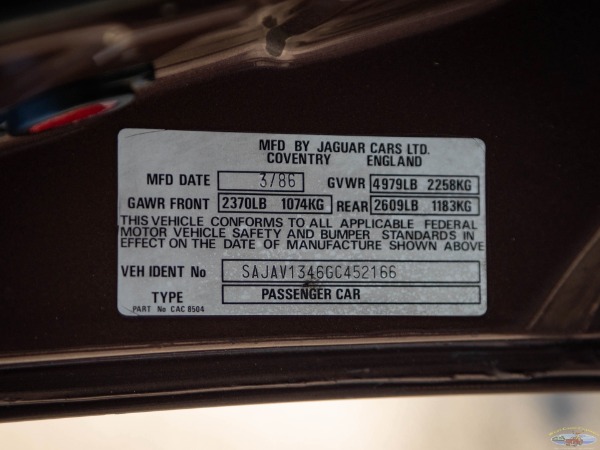 MFD BY JAGUAR CARS LTD.
COVENTRY ENGLAND
MFD DATE 3/86 GVWR 4979LB 2258KG
GAWR FRONT 2370LB 1074KG REAR 2609LB 1183KG
THIS VEHICLE CONFORMS TO ALL APPLICABLE FEDERAL
MOTOR VEHICLE SAFETY AND BUMPER STANDARDS IN
EFFECT ON THE DATE OF MANUFACTURE SHOWN ABOVE
VEH IDENT No SAJAV1346GC452166
TYPE PASSENGER CAR
PART No CAC 8504